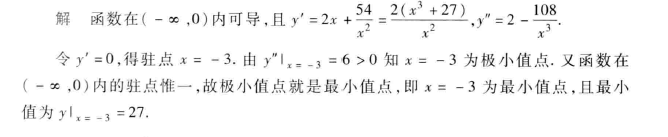 解 函数在(-∞,0)内可导,且 y′=2x+54/x²=2(x³+27)/x²,y″=2-108/x³.
令 y′=0,得驻点 x=-3.由 y″|ₓ₌₋₃=6>0 知 x=-3 为极小值点.又函数在
(-∞,0)内的驻点惟一,故极小值点就是最小值点,即 x=-3 为最小值点,且最小
值为 y|ₓ₌₋₃=27.